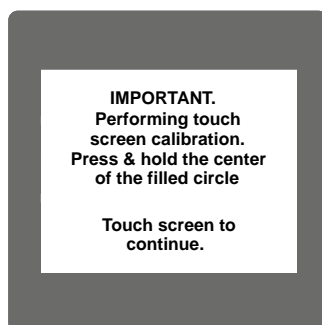 IMPORTANT.
Performing touch
screen calibration.
Press & hold the center
of the filled circle
Touch screen to
continue.